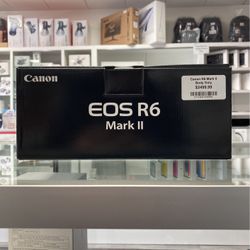 Canon
Canon R6 Mark II
Body Only
$2499.99
EOS R6
Mark II